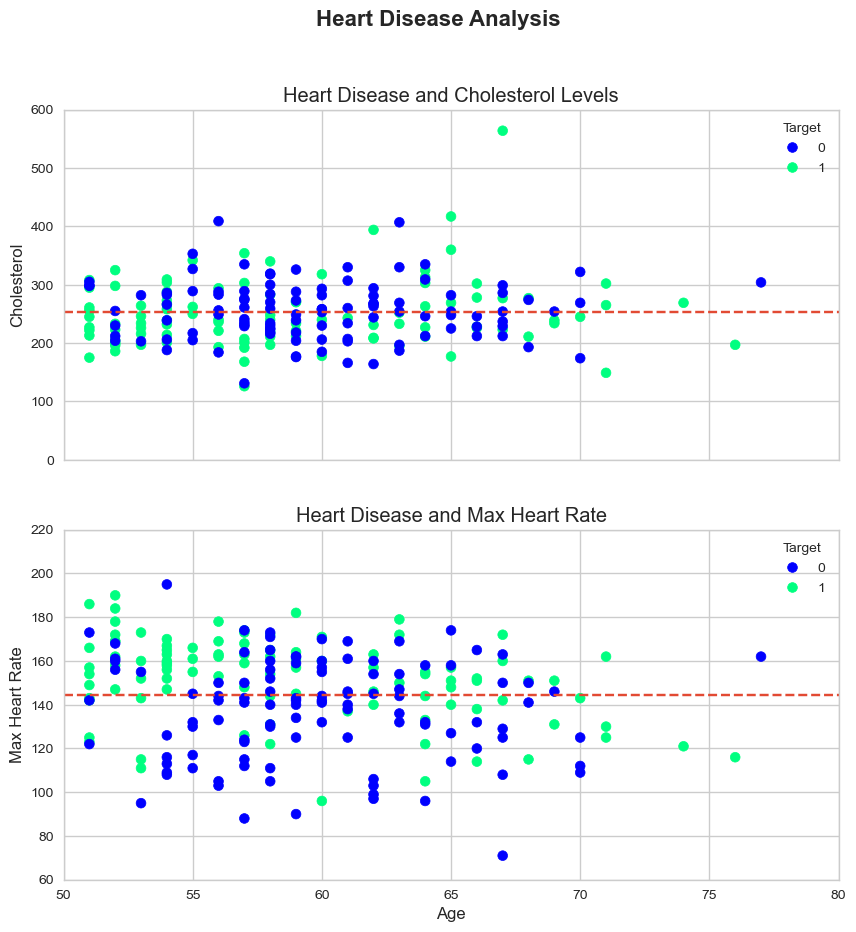 Heart Disease Analysis
Heart Disease and Cholesterol Levels
600
500
400
300
200
100
0
Cholesterol
Target
0
1
Heart Disease and Max Heart Rate
220
200
180
160
140
120
100
80
60
Max Heart Rate
Target
0
1
50 55 60 65 70 75 80
Age